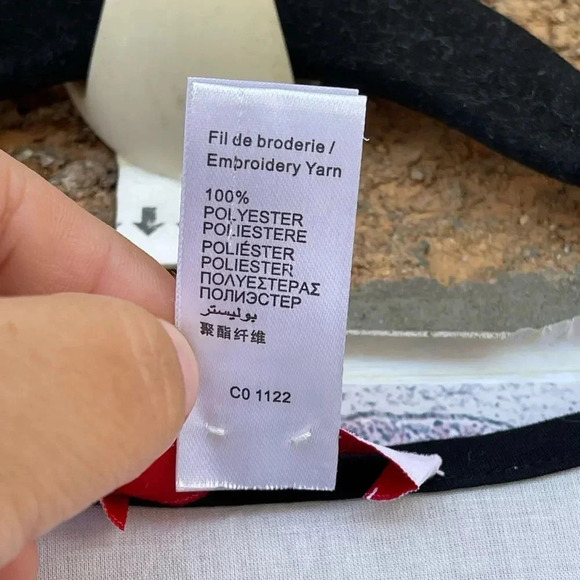 Fil de broderie /
Embroidery Yarn
100%
POLYESTER
POLIESTERE
POLIÉSTER
POLIESTER
ΠΟΛΥΕΣΤΕΡΑΣ
ПОЛИЭСТЕР
بوليستر
聚酯纤维
C0 1122